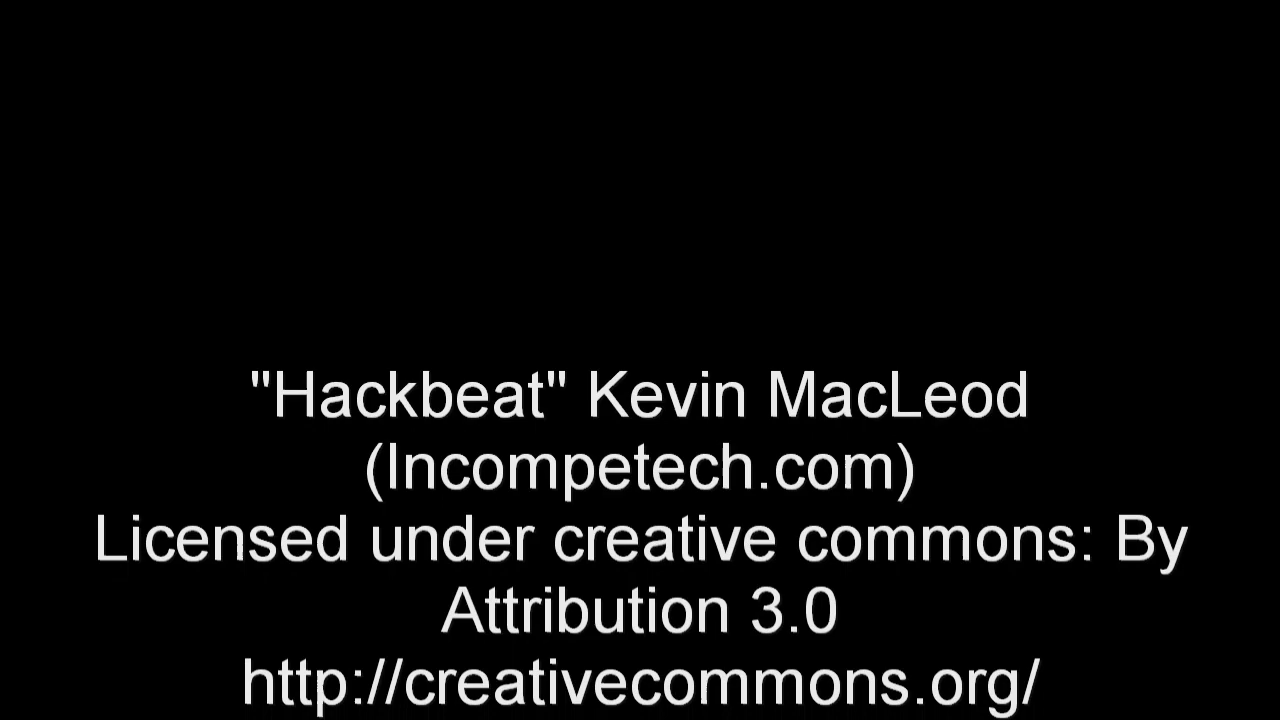 "Hackbeat" Kevin MacLeod
(Incompetech.com)
Licensed under creative commons: By
Attribution 3.0
http://creativecommons.org/